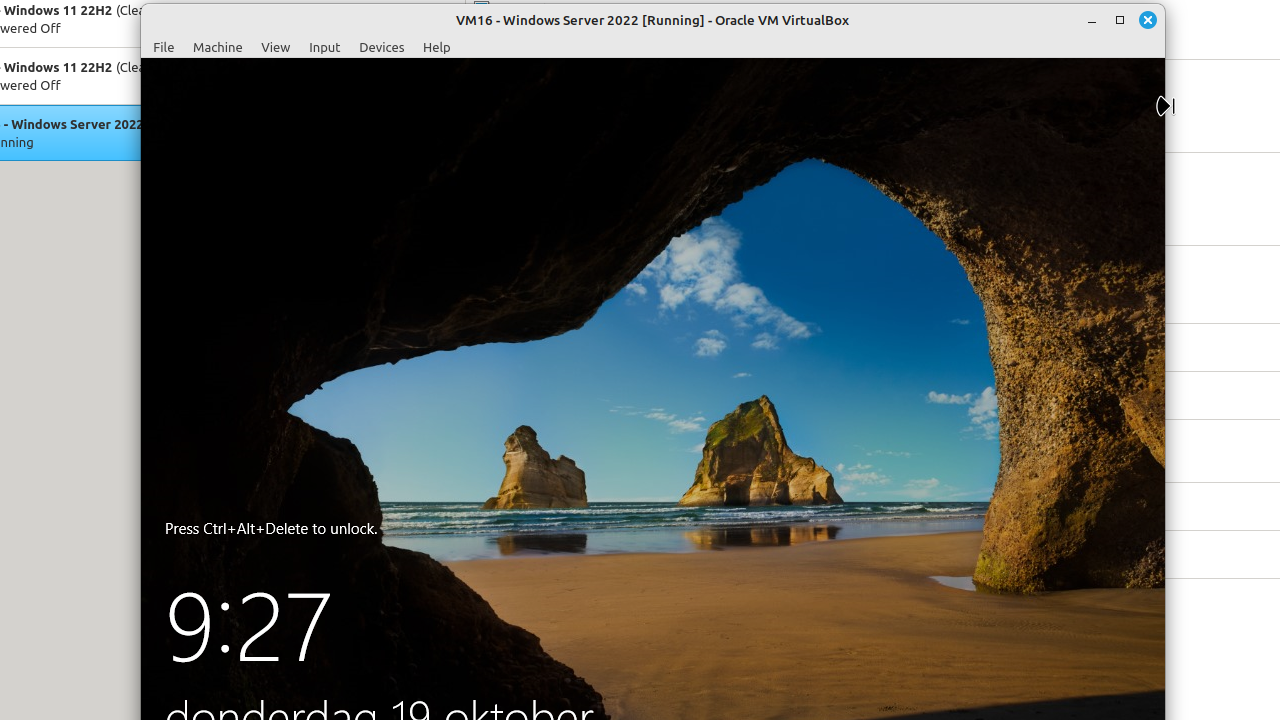 Windows 11 22H2 (Clea
wered Off
Windows 11 22H2 (Clea
wered Off
- Windows Server 2022
nning
VM16 - Windows Server 2022 [Running] - Oracle VM VirtualBox
File Machine View Input Devices Help
Press Ctrl+Alt+Delete to unlock.
9:27
donderdag 19 oktober